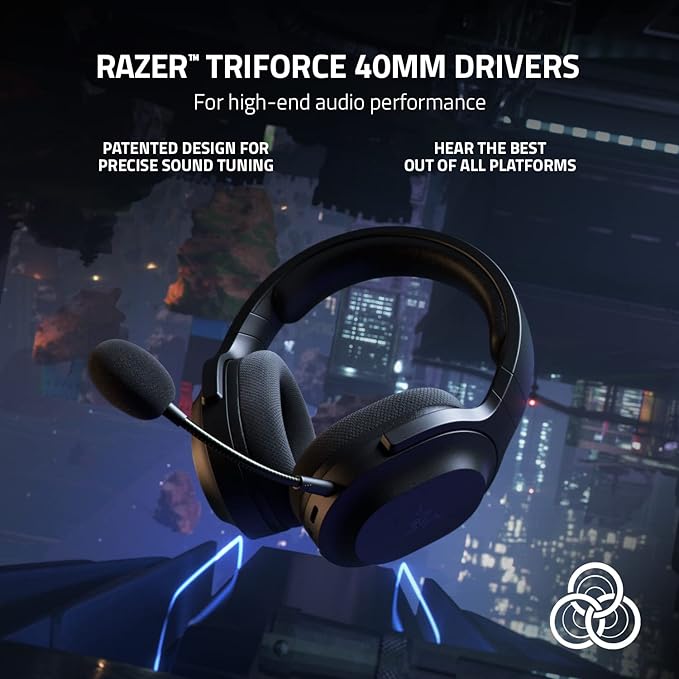 RAZER™ TRIFORCE 40MM DRIVERS
For high-end audio performance
PATENTED DESIGN FOR
PRECISE SOUND TUNING
HEAR THE BEST
OUT OF ALL PLATFORMS